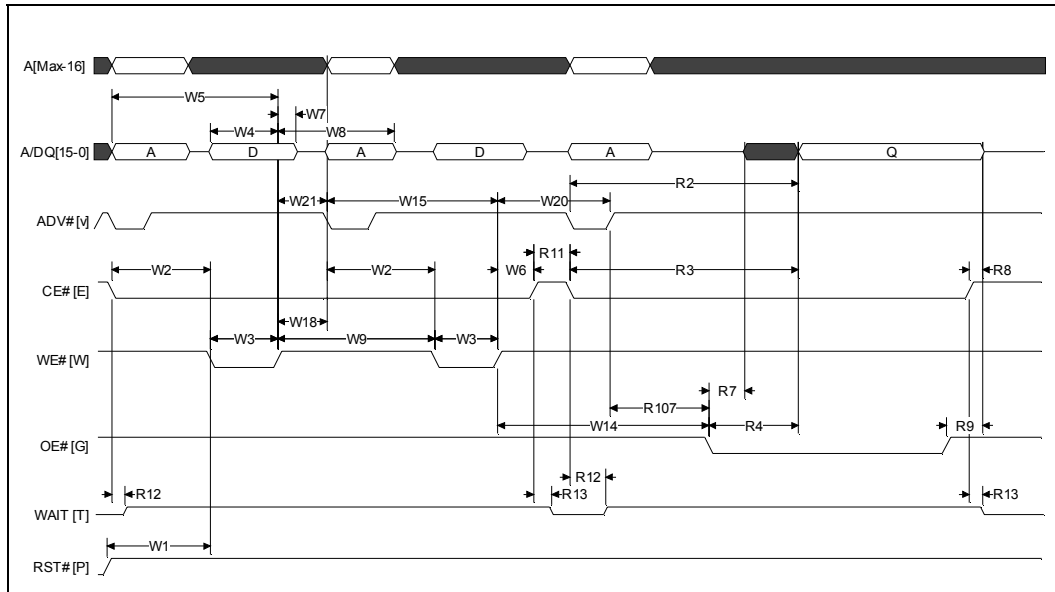 A[Max-16]
W5
W7
W4
W8
A/DQ[15-0]
A
D
A
D
A
Q
R2
W21
W15
W20
ADV# [v]
R11
W2
W2
W6
R3
R8
CE# [E]
W18
W3
W9
W3
WE# [W]
R7
R107
W14
R4
R9
OE# [G]
R12
R12
R13
R13
WAIT [T]
W1
RST# [P]